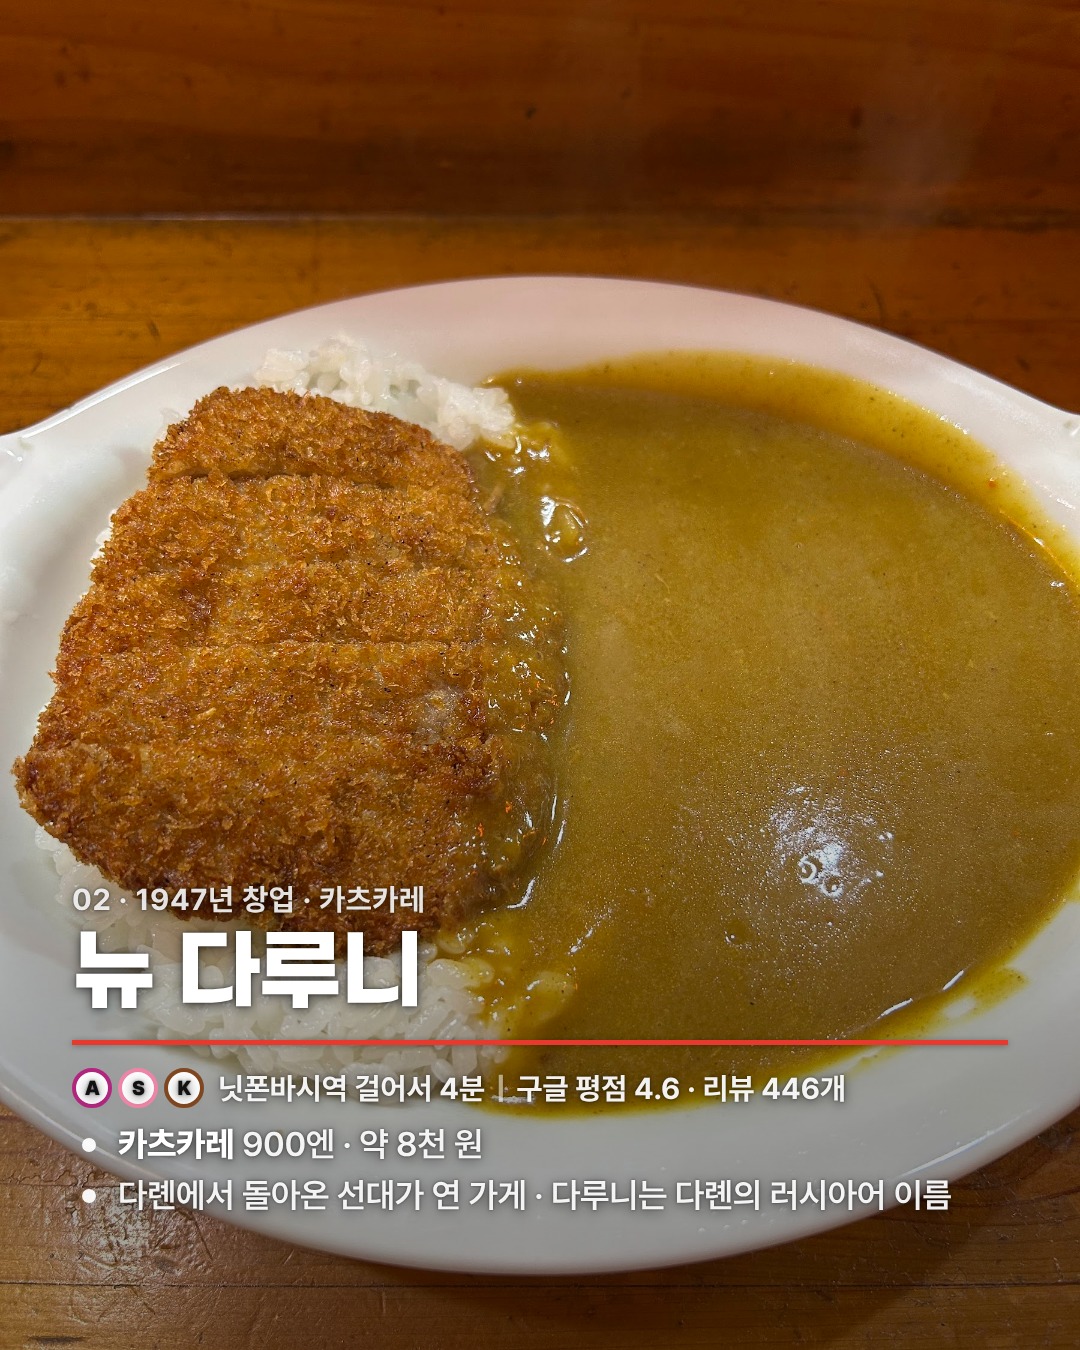 02 · 1947년 창업 · 카츠카레
뉴 다루니
A S K 닛폰바시역 걸어서 4분 | 구글 평점 4.6 · 리뷰 446개
• 카츠카레 900엔 · 약 8천 원
• 다롄에서 돌아온 선대가 연 가게 · 다루니는 다롄의 러시아어 이름